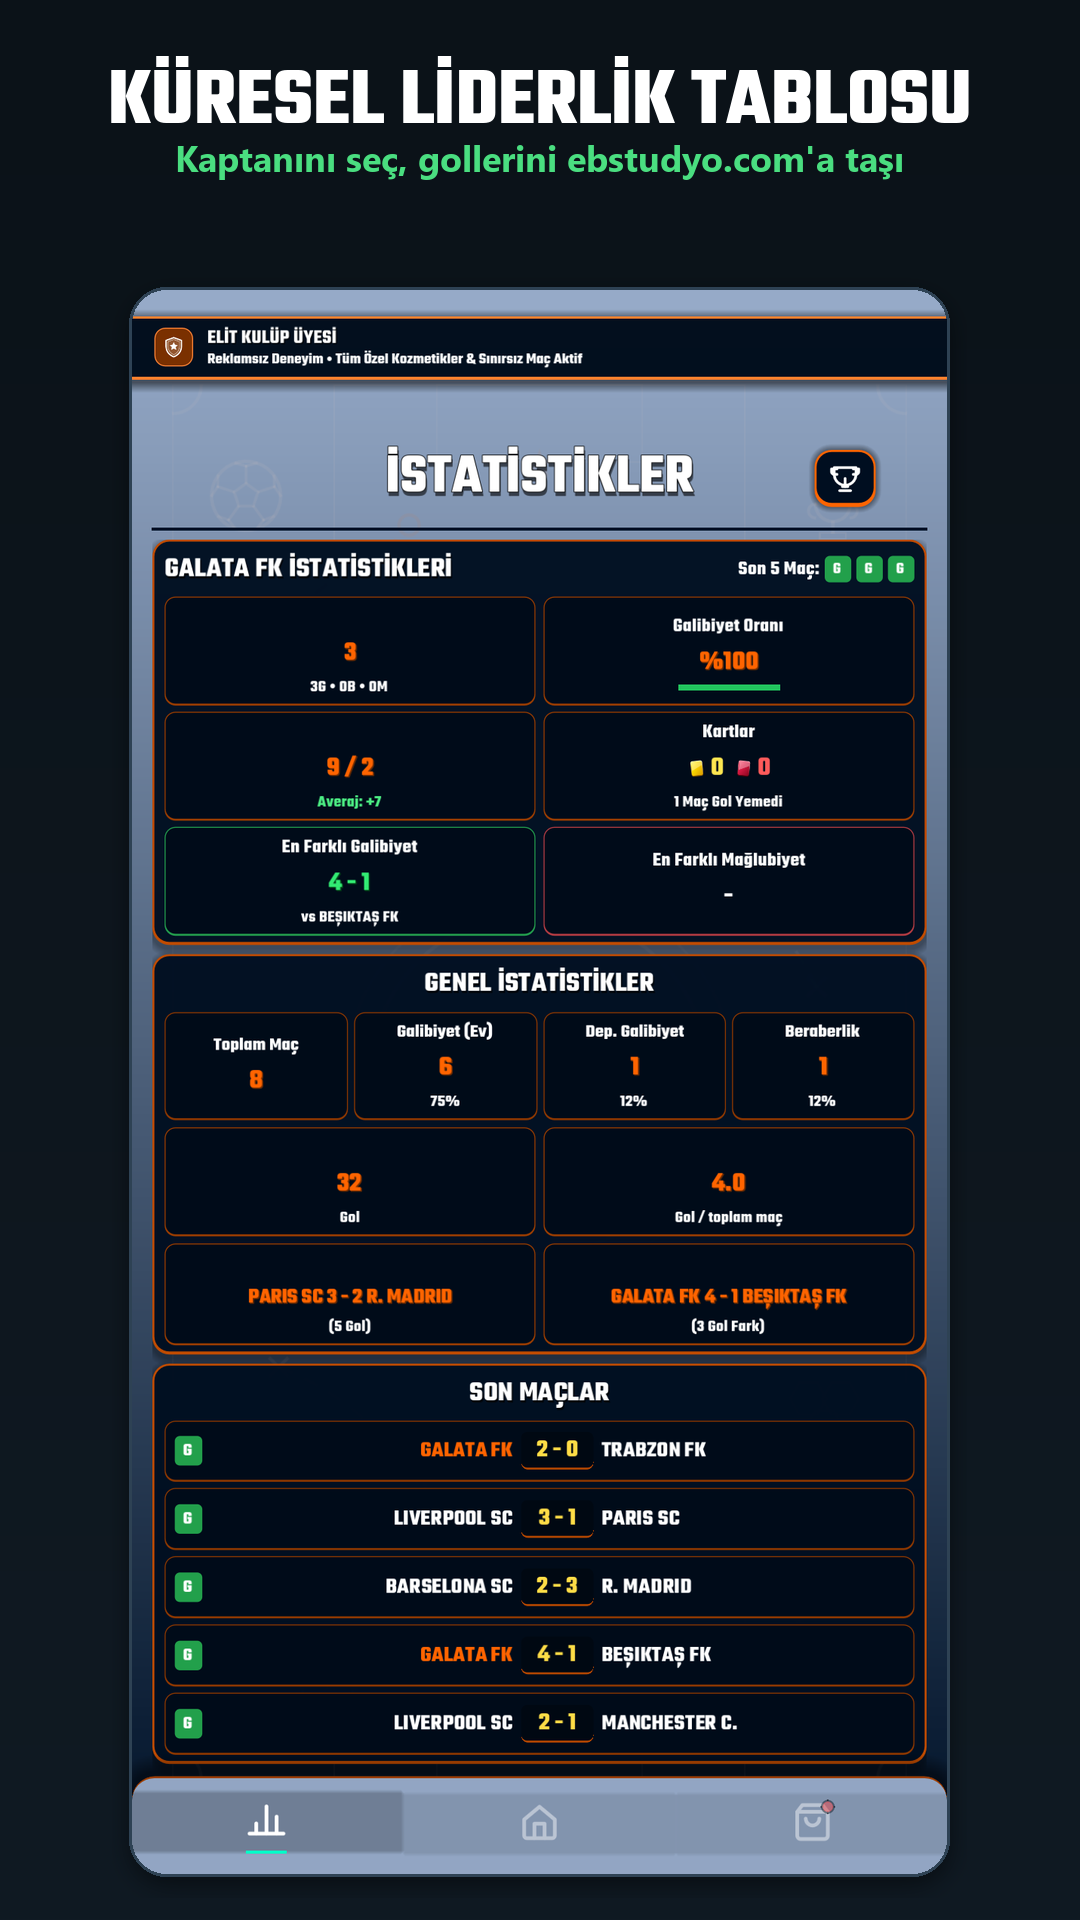 KÜRESEL LİDERLİK TABLOSU
Kaptanını seç, gollerini ebstudyo.com'a taşı
ELİT KULÜP ÜYESİ
Reklamsız Deneyim • Tüm Özel Kozmetikler & Sınırsız Maç Aktif
İSTATİSTİKLER
GALATA FK İSTATİSTİKLERİ
Son 5 Maç: G G G
3
3G • 0B • 0M
Galibiyet Oranı
%100
9 / 2
Averaj: +7
Kartlar
0 0
1 Maç Gol Yemedi
En Farklı Galibiyet
4 - 1
vs BEŞIKTAŞ FK
En Farklı Mağlubiyet
-
GENEL İSTATİSTİKLER
Toplam Maç
8
Galibiyet (Ev)
6
75%
Dep. Galibiyet
1
12%
Beraberlik
1
12%
32
Gol
4.0
Gol / toplam maç
PARIS SC 3 - 2 R. MADRID
(5 Gol)
GALATA FK 4 - 1 BEŞIKTAŞ FK
(3 Gol Fark)
SON MAÇLAR
G GALATA FK 2 - 0 TRABZON FK
G LIVERPOOL SC 3 - 1 PARIS SC
G BARSELONA SC 2 - 3 R. MADRID
G GALATA FK 4 - 1 BEŞIKTAŞ FK
G LIVERPOOL SC 2 - 1 MANCHESTER C.